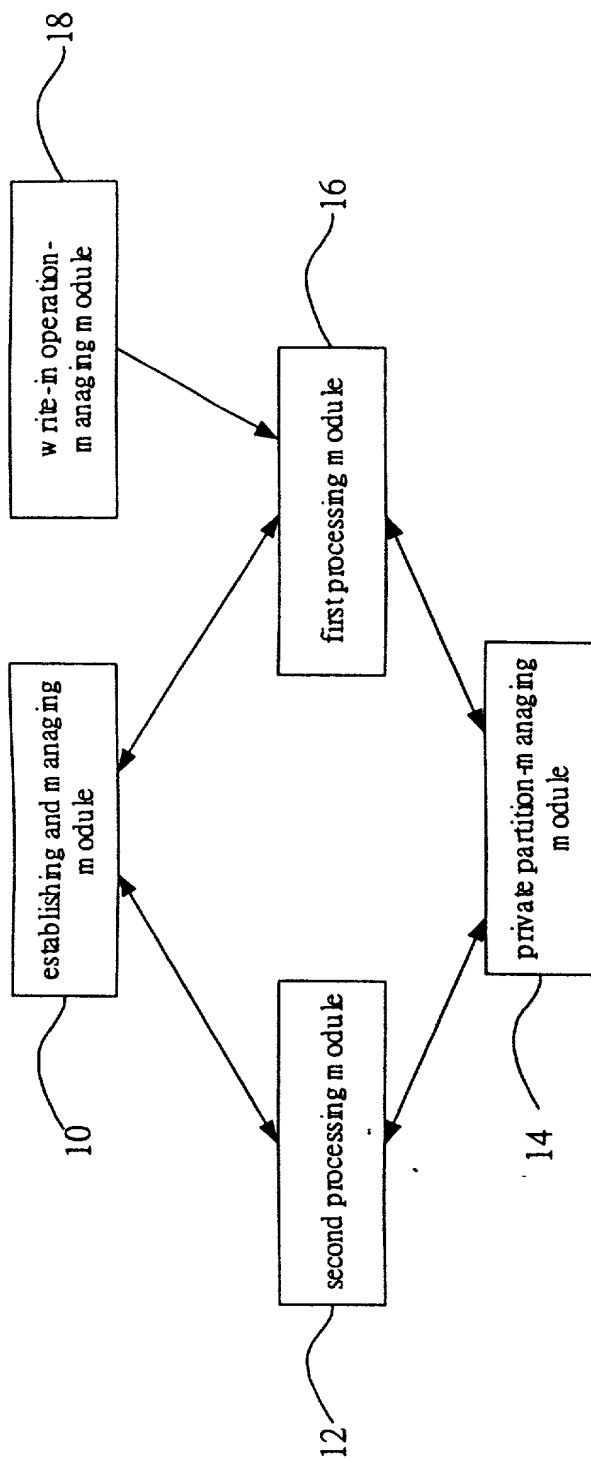 18
write-in operation-
managing module
establishing and managing
module
10
16
first processing module
second processing module
12
private partition-managing
module
14